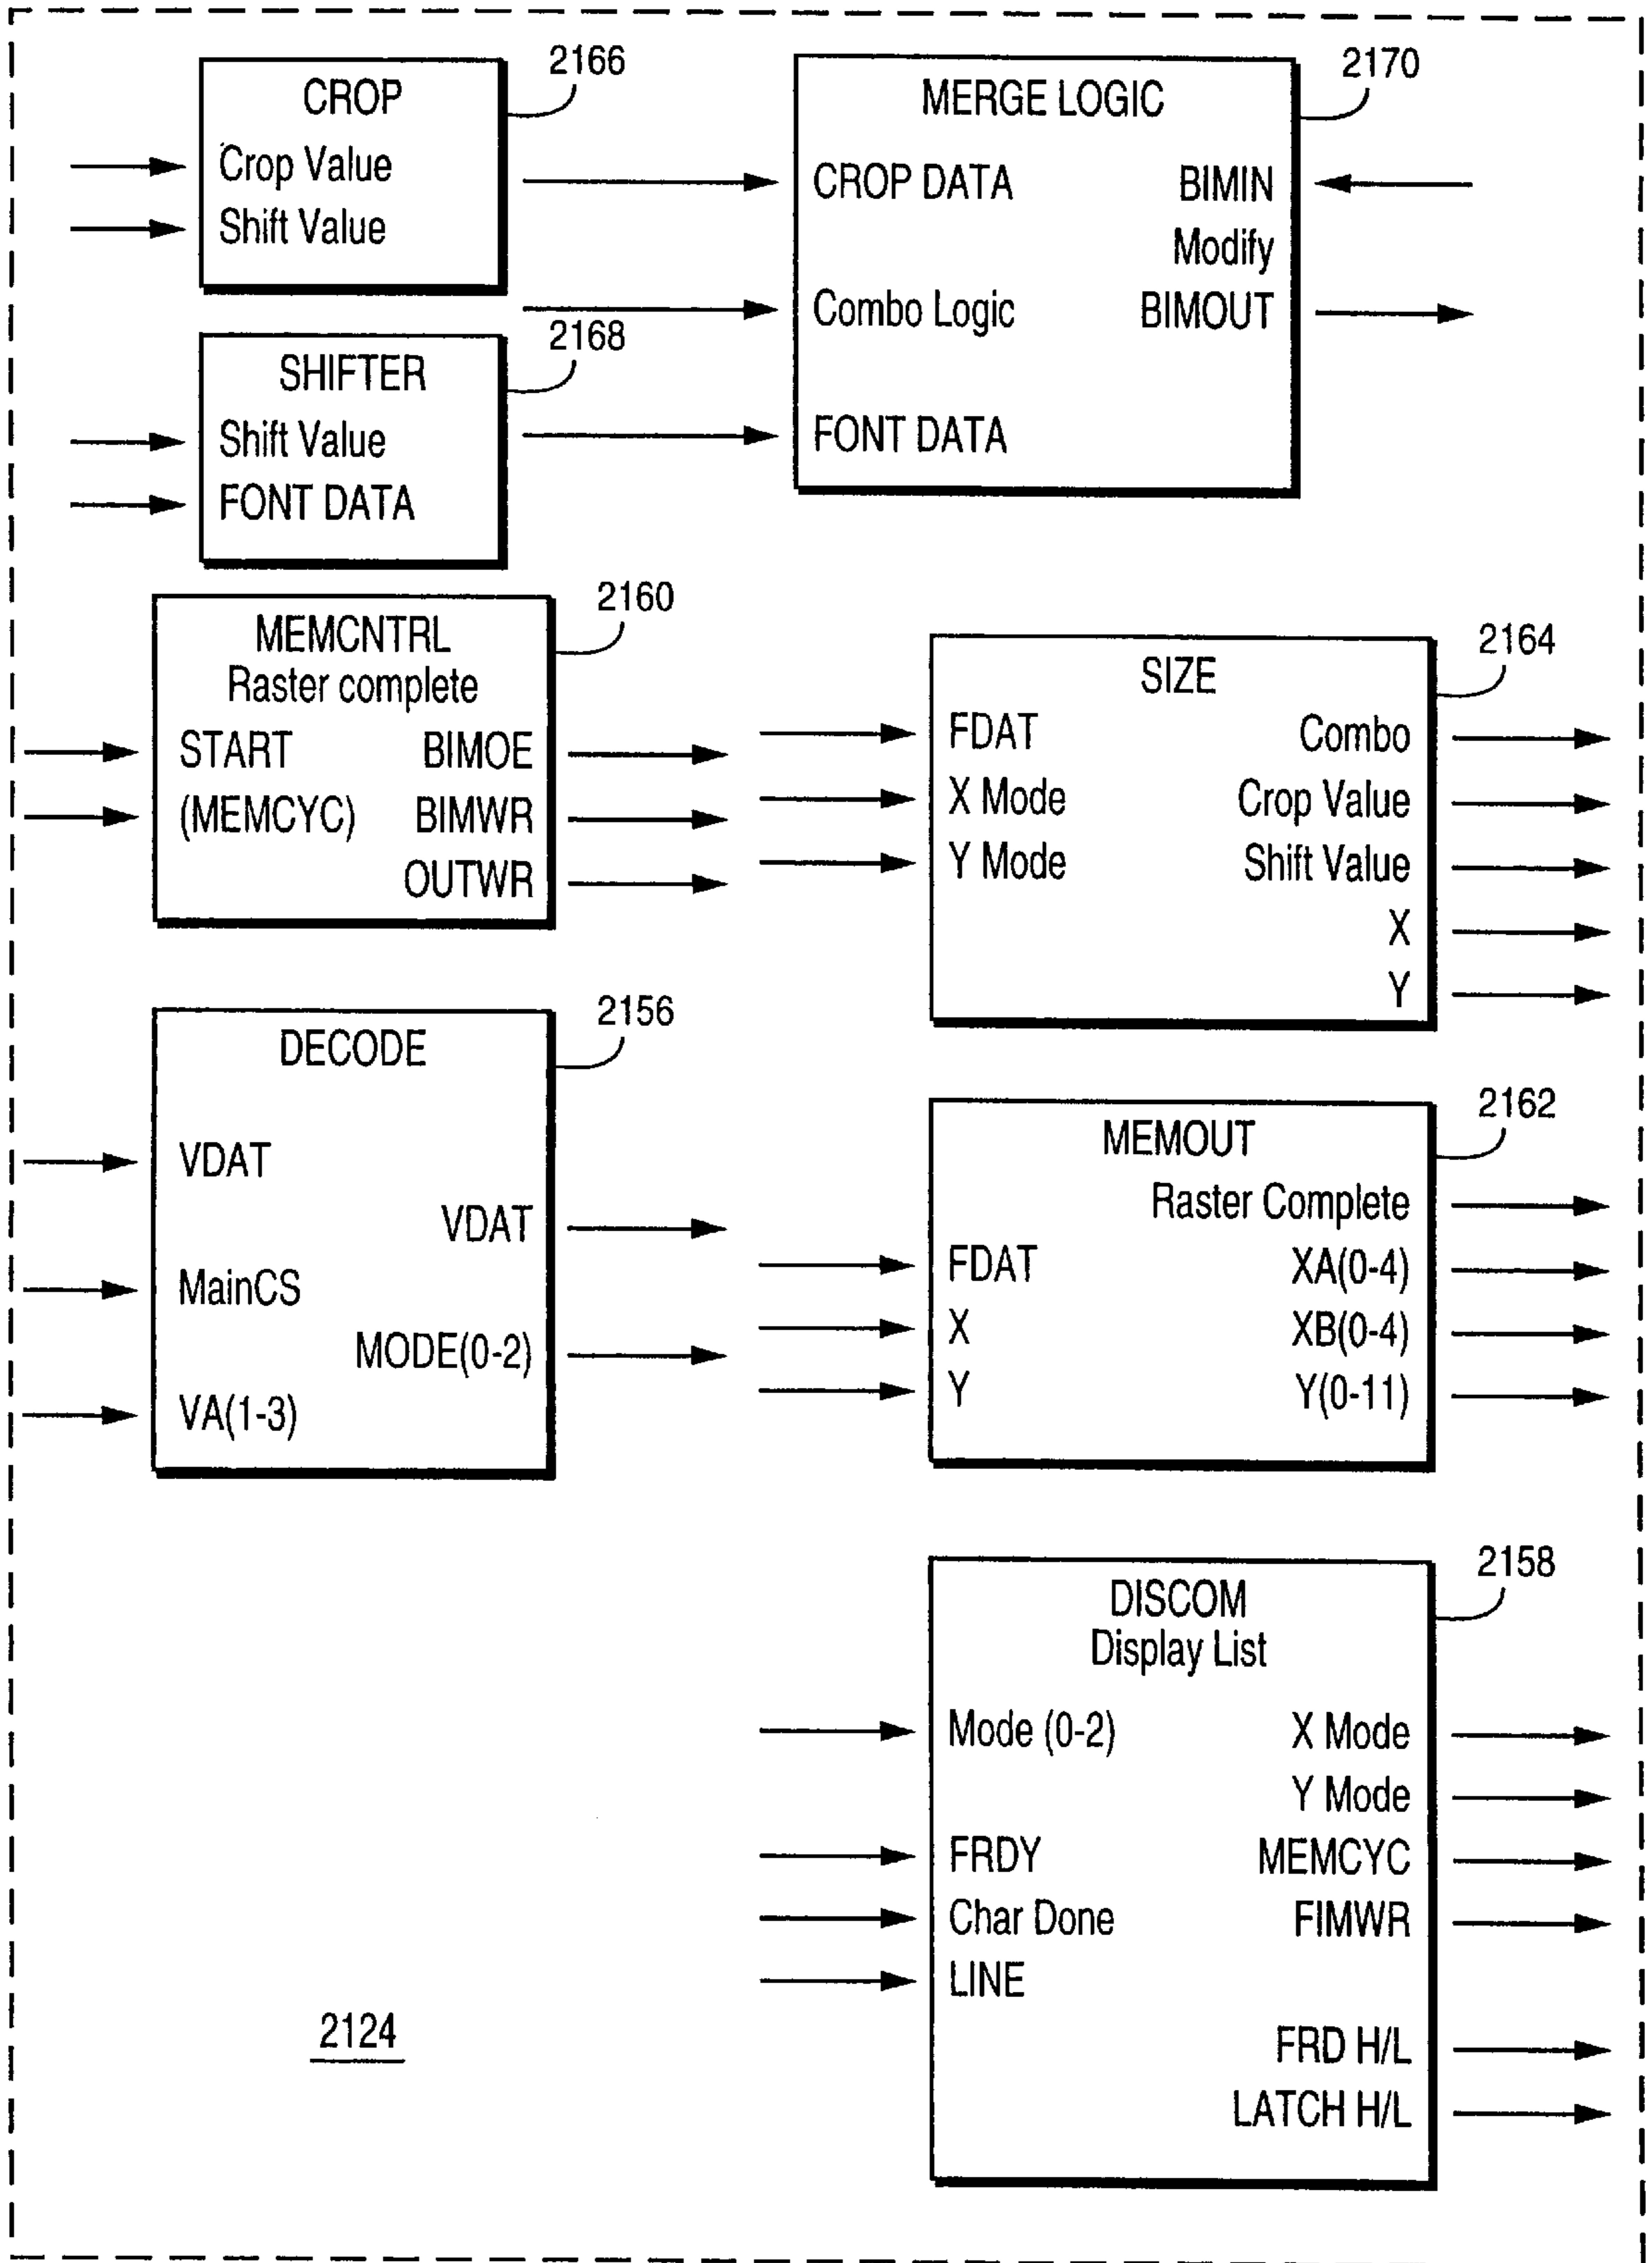 2166
CROP
Crop Value
Shift Value
2170
MERGE LOGIC
CROP DATA
BIMIN
Modify
Combo Logic
BIMOUT
FONT DATA
2168
SHIFTER
Shift Value
FONT DATA
2160
MEMCNTRL
Raster complete
START
BIMOE
(MEMCYC)
BIMWR
OUTWR
2164
SIZE
FDAT
Combo
X Mode
Crop Value
Y Mode
Shift Value
X
Y
2156
DECODE
VDAT
VDAT
MainCS
MODE(0-2)
VA(1-3)
2162
MEMOUT
Raster Complete
FDAT
XA(0-4)
X
XB(0-4)
Y
Y(0-11)
2158
DISCOM
Display List
Mode (0-2)
X Mode
Y Mode
FRDY
MEMCYC
Char Done
FIMWR
LINE
FRD H/L
LATCH H/L
2124